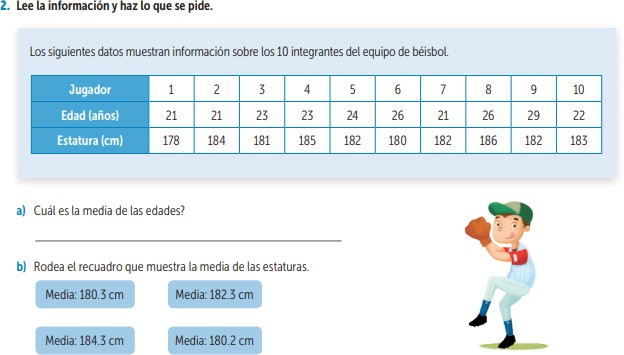 2. Lee la información y haz lo que se pide.
Los siguientes datos muestran información sobre los 10 integrantes del equipo de béisbol.
Jugador 1 2 3 4 5 6 7 8 9 10
Edad (años) 21 21 23 23 24 26 21 26 29 22
Estatura (cm) 178 184 181 185 182 180 182 186 182 183
a) Cuál es la media de las edades?
b) Rodea el recuadro que muestra la media de las estaturas.
Media: 180.3 cm Media: 182.3 cm
Media: 184.3 cm Media: 180.2 cm